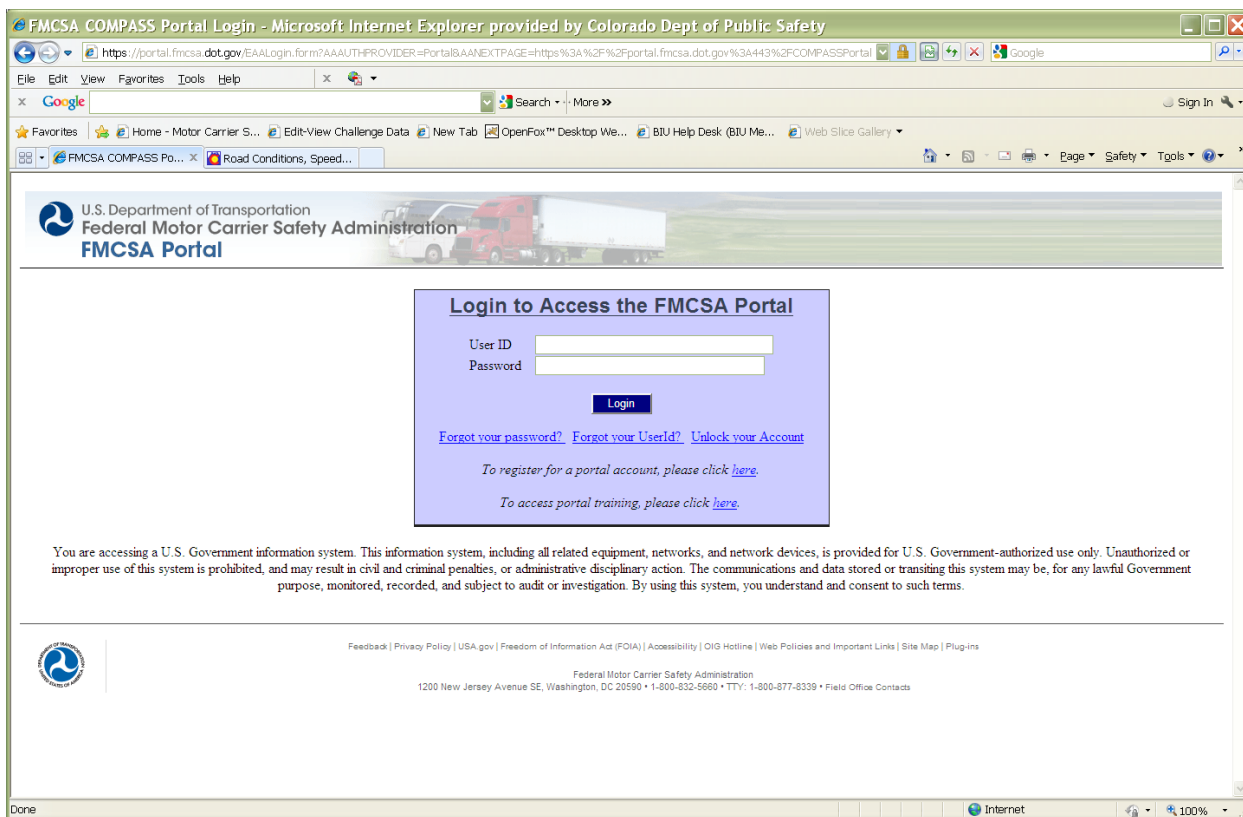 FMCSA COMPASS Portal Login - Microsoft Internet Explorer provided by Colorado Dept of Public Safety
https://portal.fmcsa.dot.gov/EAALogin.form?AAAUTHPROVIDER=Portal&AANEXTPAGE=https%3A%2F%2Fportal.fmcsa.dot.gov%3A443%2FCOMPASSPortal Google
File Edit View Favorites Tools Help x
x Google Search More » Sign In
Favorites Home - Motor Carrier S... Edit-View Challenge Data New Tab OpenFox™ Desktop We... BIU Help Desk (BIU Me... Web Slice Gallery
FMCSA COMPASS Po... x Road Conditions, Speed... Page Safety Tools
U.S. Department of Transportation
Federal Motor Carrier Safety Administration
FMCSA Portal
Login to Access the FMCSA Portal
User ID
Password
Login
Forgot your password? Forgot your UserId? Unlock your Account
To register for a portal account, please click here.
To access portal training, please click here.
You are accessing a U.S. Government information system. This information system, including all related equipment, networks, and network devices, is provided for U.S. Government-authorized use only. Unauthorized or
improper use of this system is prohibited, and may result in civil and criminal penalties, or administrative disciplinary action. The communications and data stored or transiting this system may be, for any lawful Government
purpose, monitored, recorded, and subject to audit or investigation. By using this system, you understand and consent to such terms.
Feedback | Privacy Policy | USA.gov | Freedom of Information Act (FOIA) | Accessibility | OIG Hotline | Web Policies and Important Links | Site Map | Plug-ins
Federal Motor Carrier Safety Administration
1200 New Jersey Avenue SE, Washington, DC 20590 • 1-800-832-5660 • TTY: 1-800-877-8339 • Field Office Contacts
Done Internet 100%